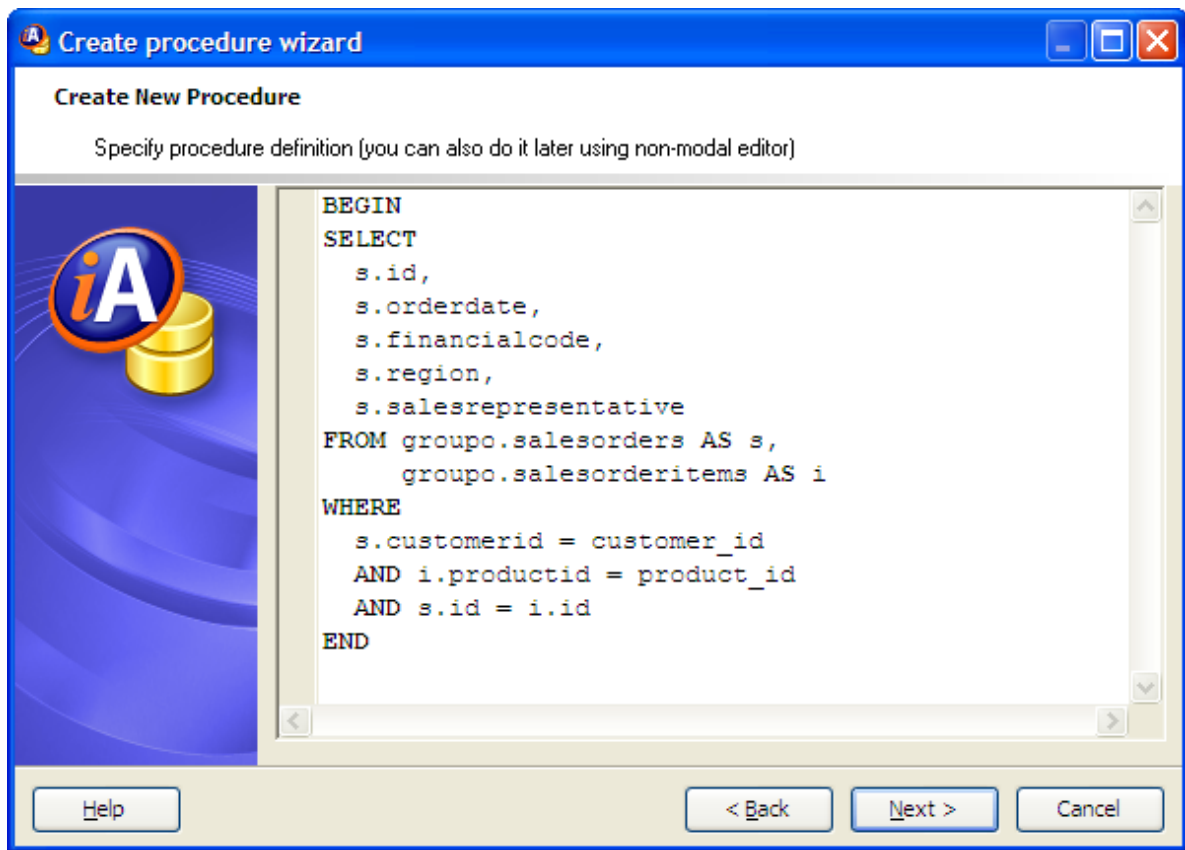 iA Create procedure wizard
Create New Procedure
Specify procedure definition (you can also do it later using non-modal editor)
iA
BEGIN
SELECT
  s.id,
  s.orderdate,
  s.financialcode,
  s.region,
  s.salesrepresentative
FROM groupo.salesorders AS s,
     groupo.salesorderitems AS i
WHERE
  s.customerid = customer_id
  AND i.productid = product_id
  AND s.id = i.id
END
Help < Back Next > Cancel